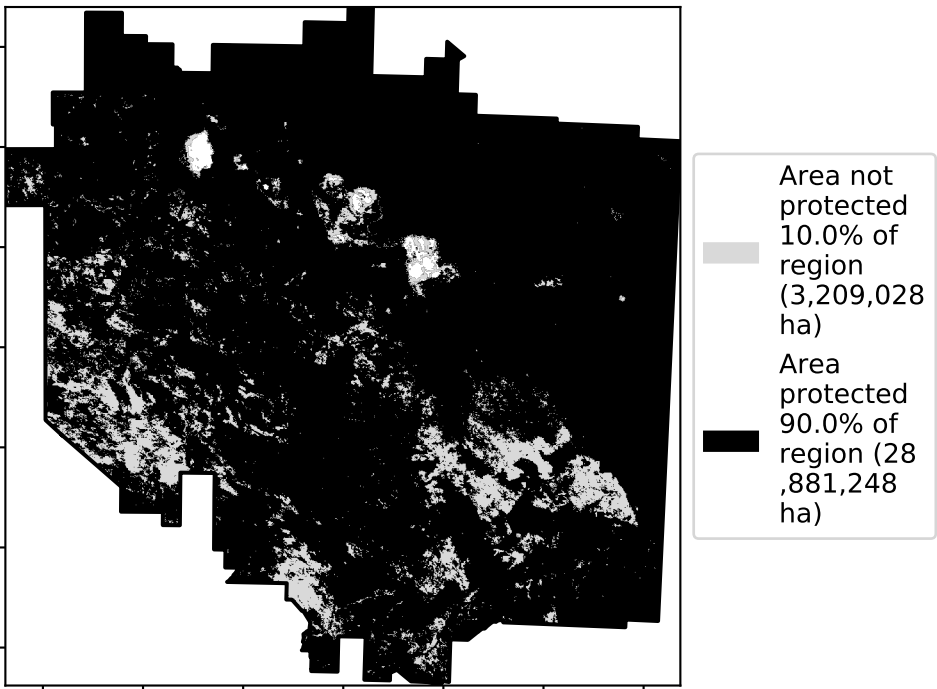 Area not
protected
10.0% of
region
(3,209,028
ha)
Area
protected
90.0% of
region (28
,881,248
ha)